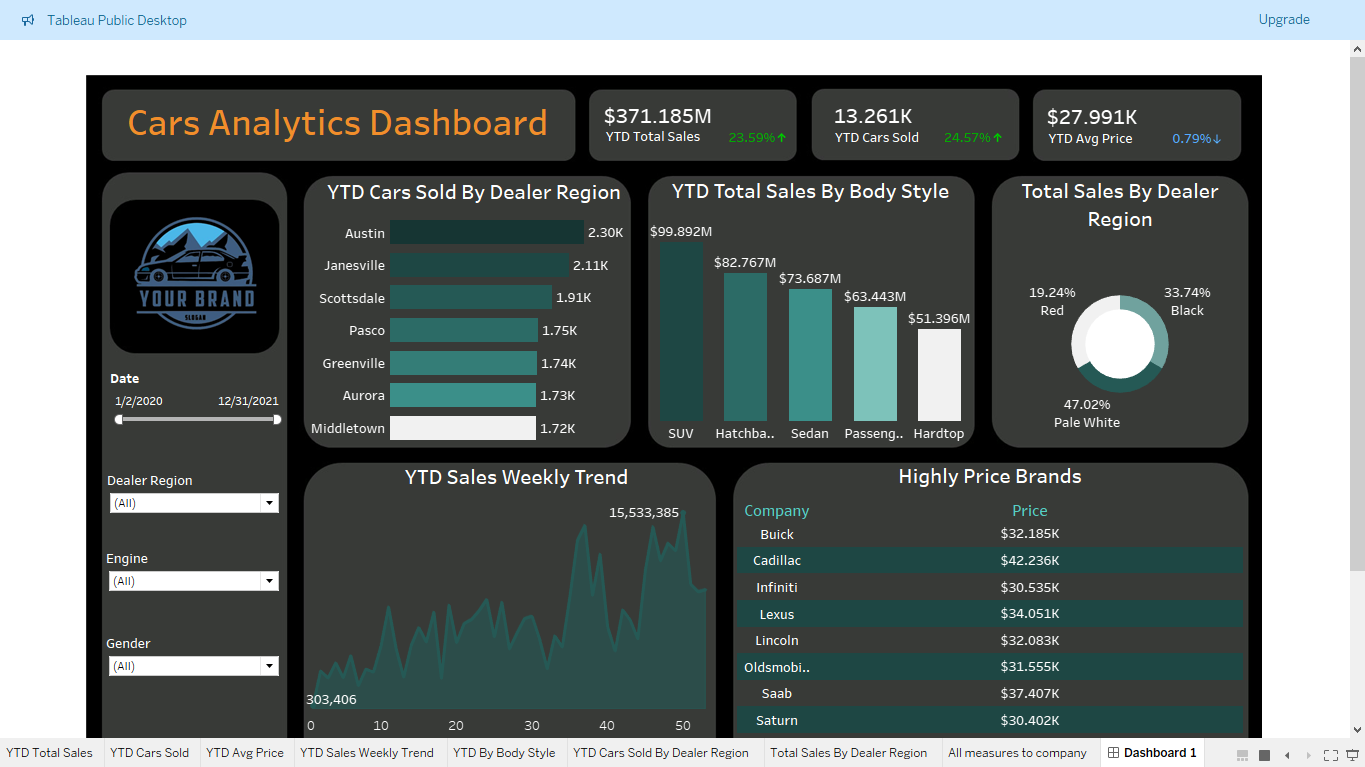 Tableau Public Desktop
Upgrade
Cars Analytics Dashboard
$371.185M
YTD Total Sales
23.59%↑
13.261K
YTD Cars Sold
24.57%↑
$27.991K
YTD Avg Price
0.79%↓
YOUR BRAND
SLOGAN
Date
1/2/2020
12/31/2021
Dealer Region
(All)
Engine
(All)
Gender
(All)
YTD Cars Sold By Dealer Region
Austin 2.30K
Janesville 2.11K
Scottsdale 1.91K
Pasco 1.75K
Greenville 1.74K
Aurora 1.73K
Middletown 1.72K
YTD Total Sales By Body Style
$99.892M
$82.767M
$73.687M
$63.443M
$51.396M
SUV Hatchba.. Sedan Passeng.. Hardtop
Total Sales By Dealer
Region
19.24%
Red
33.74%
Black
47.02%
Pale White
YTD Sales Weekly Trend
15,533,385
303,406
0 10 20 30 40 50
Highly Price Brands
Company Price
Buick $32.185K
Cadillac $42.236K
Infiniti $30.535K
Lexus $34.051K
Lincoln $32.083K
Oldsmobi.. $31.555K
Saab $37.407K
Saturn $30.402K
YTD Total Sales
YTD Cars Sold
YTD Avg Price
YTD Sales Weekly Trend
YTD By Body Style
YTD Cars Sold By Dealer Region
Total Sales By Dealer Region
All measures to company
Dashboard 1